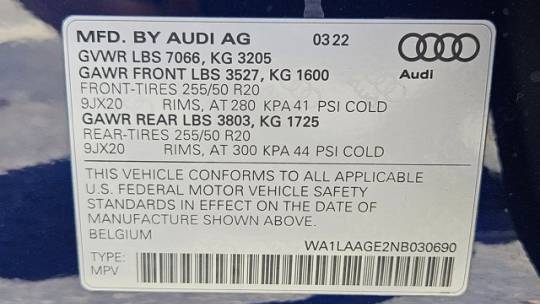 MFD. BY AUDI AG 03 22
GVWR LBS 7066, KG 3205
GAWR FRONT LBS 3527, KG 1600
Audi
FRONT-TIRES 255/50 R20
9JX20 RIMS, AT 280 KPA 41 PSI COLD
GAWR REAR LBS 3803, KG 1725
REAR-TIRES 255/50 R20
9JX20 RIMS, AT 300 KPA 44 PSI COLD
THIS VEHICLE CONFORMS TO ALL APPLICABLE
U.S. FEDERAL MOTOR VEHICLE SAFETY
STANDARDS IN EFFECT ON THE DATE OF
MANUFACTURE SHOWN ABOVE.
BELGIUM
WA1LAAGE2NB030690
TYPE:
MPV